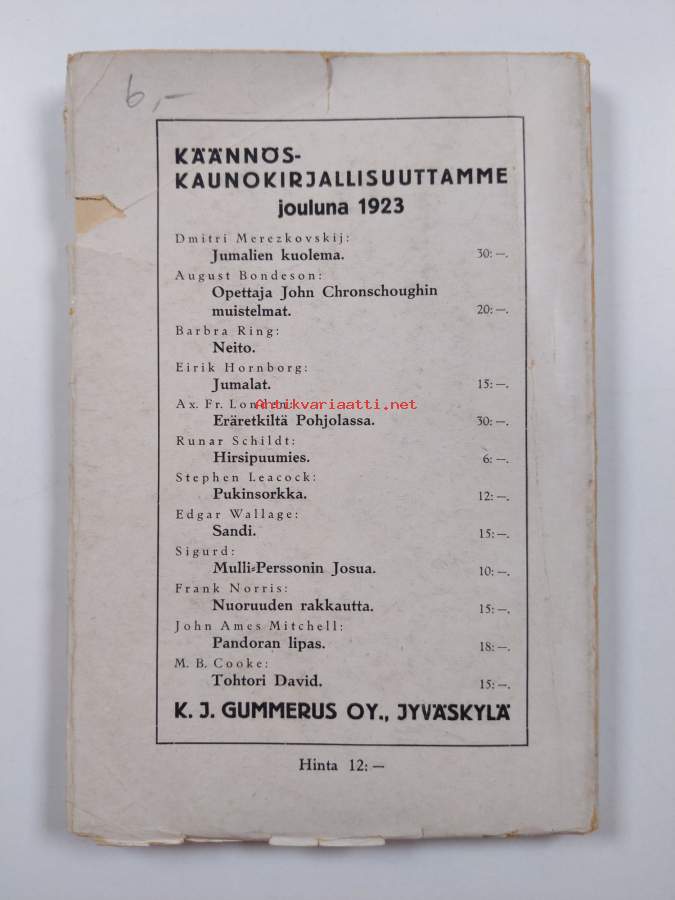 6,-
KÄÄNNÖS-
KAUNOKIRJALLISUUTTAMME
jouluna 1923
Dmitri Merezkovskij:
Jumalien kuolema. 30:—.
August Bondeson:
Opettaja John Chronschoughin
muistelmat. 20:—.
Barbra Ring:
Neito.
Eirik Hornborg:
Jumalat. 15:—.
Ax. Fr.
Antikvariaatti.net
Eräretkiltä Pohjolassa. 30:—.
Runar Schildt:
Hirsipuumies. 6:—.
Stephen Leacock:
Pukinsorkka. 12:—.
Edgar Wallage:
Sandi. 15:—.
Sigurd:
Mulli-Perssonin Josua. 10:—.
Frank Norris:
Nuoruuden rakkautta. 15:—.
John Ames Mitchell:
Pandoran lipas. 18:—.
M. B. Cooke:
Tohtori David. 15:—.
K. J. GUMMERUS OY., JYVÄSKYLÄ
Hinta 12:—